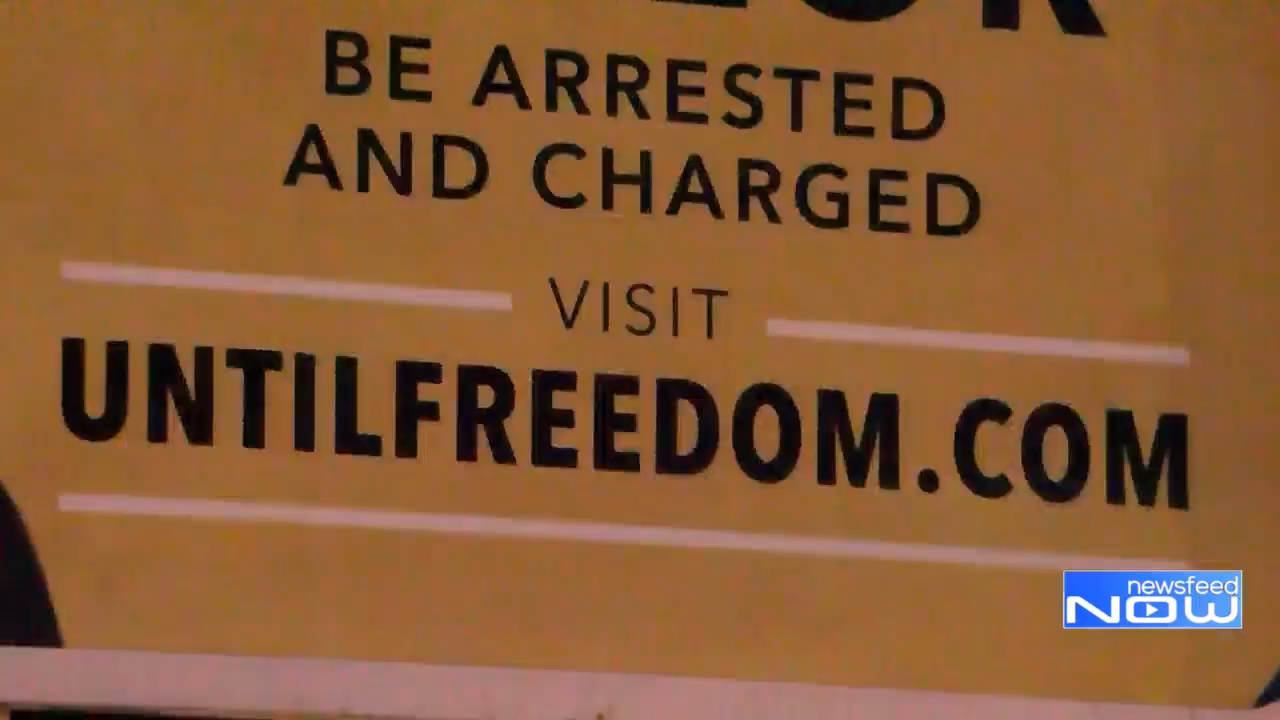 BE ARRESTED
AND CHARGED
VISIT
UNTILFREEDOM.COM
newsfeed
NOW